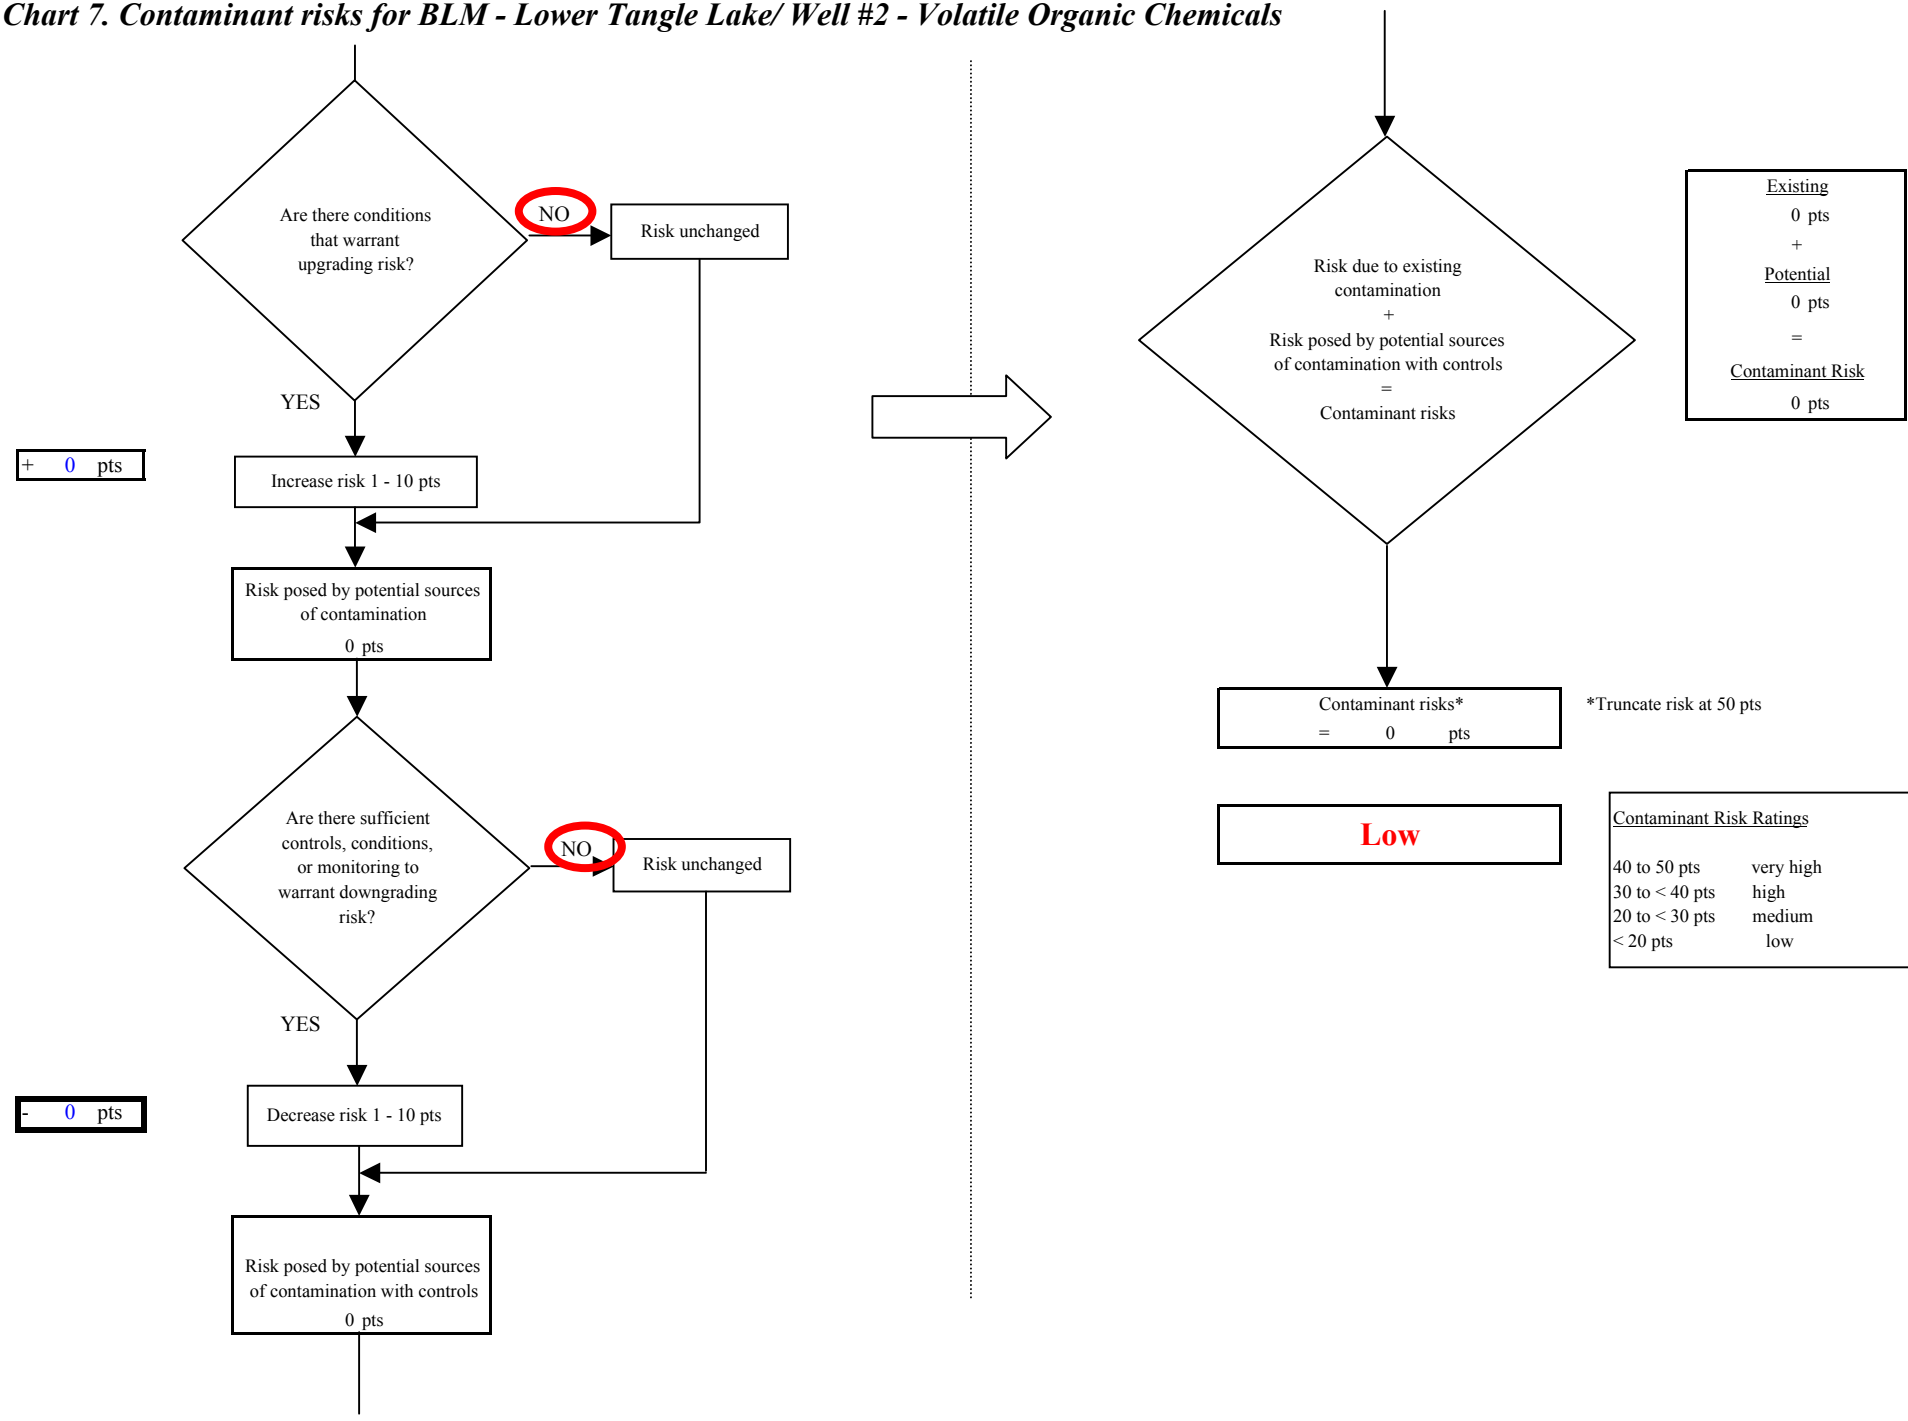 Chart 7. Contaminant risks for BLM - Lower Tangle Lake/ Well #2 - Volatile Organic Chemicals
Are there conditions
that warrant
upgrading risk?
NO
Risk unchanged
YES
+ 0 pts
Increase risk 1 - 10 pts
Risk posed by potential sources
of contamination
0 pts
Are there sufficient
controls, conditions,
or monitoring to
warrant downgrading
risk?
NO
Risk unchanged
YES
- 0 pts
Decrease risk 1 - 10 pts
Risk posed by potential sources
of contamination with controls
0 pts
Risk due to existing
contamination
+
Risk posed by potential sources
of contamination with controls
=
Contaminant risks
Existing
0 pts
+
Potential
0 pts
=
Contaminant Risk
0 pts
Contaminant risks*
= 0 pts
*Truncate risk at 50 pts
Low
Contaminant Risk Ratings
40 to 50 pts very high
30 to < 40 pts high
20 to < 30 pts medium
< 20 pts low